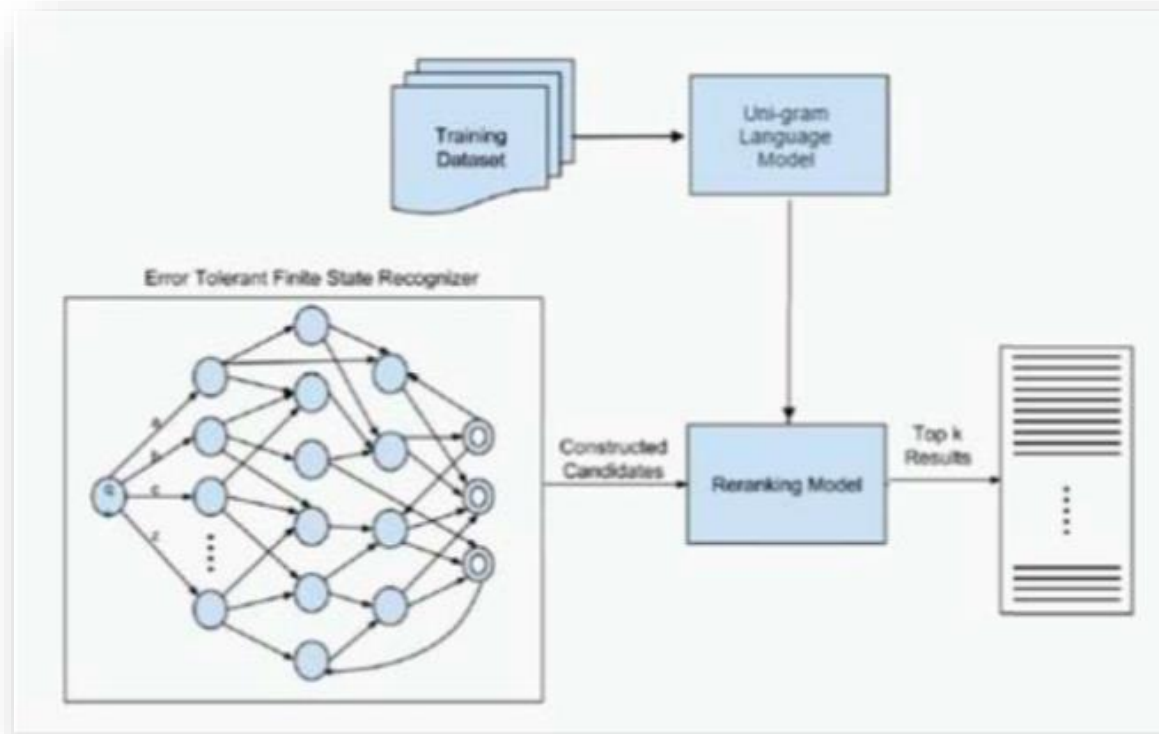 Training
Dataset
Uni-gram
Language
Model
Error Tolerant Finite State Recognizer
a
b
c
z
Constructed
Candidates
Reranking Model
Top k
Results